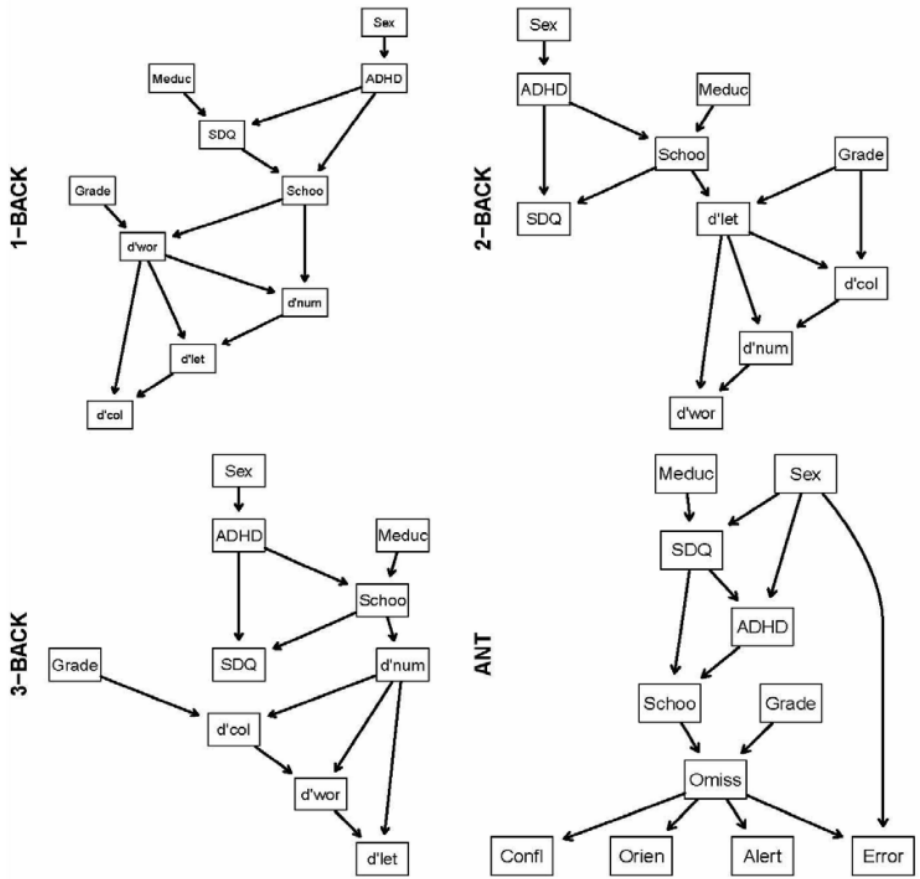 1-BACK
Sex
Meduc
ADHD
SDQ
Grade
Schoo
d'wor
d'num
d'let
d'col
2-BACK
Sex
ADHD
Meduc
Schoo
Grade
SDQ
d'let
d'col
d'num
d'wor
3-BACK
Sex
ADHD
Meduc
Schoo
Grade
SDQ
d'num
d'col
d'wor
d'let
ANT
Meduc
Sex
SDQ
ADHD
Schoo
Grade
Omiss
Confl
Orien
Alert
Error